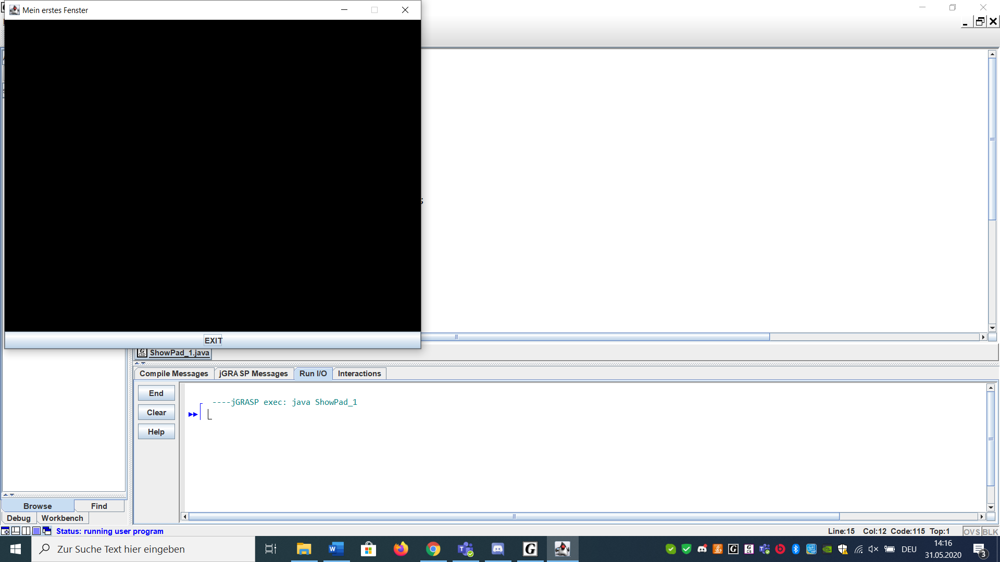 Mein erstes Fenster
;
EXIT
ShowPad_1.java
Compile Messages
jGRASP Messages
Run I/O
Interactions
End
Clear
Help
----jGRASP exec: java ShowPad_1
Browse
Find
Debug
Workbench
Status: running user program
Line:15 Col:12 Code:115 Top:1
OVS BLK
Zur Suche Text hier eingeben
DEU
14:16
31.05.2020
3